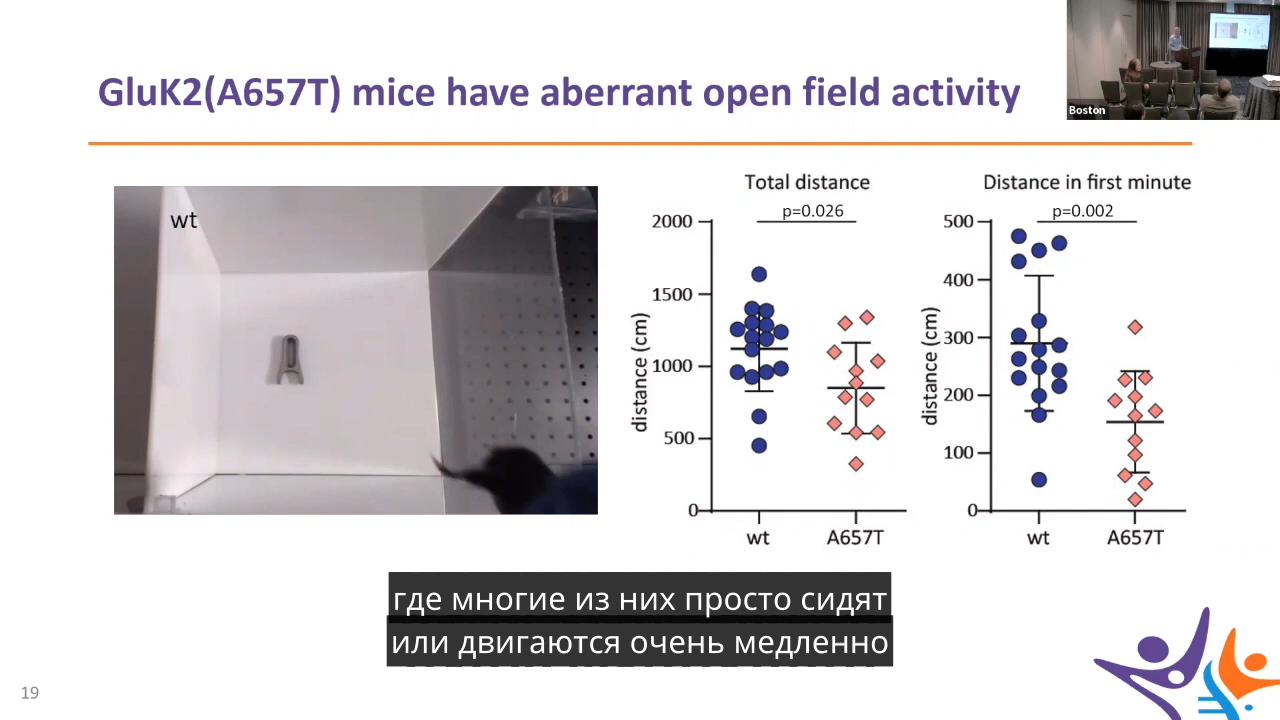 GluK2(A657T) mice have aberrant open field activity
Boston
wt
Total distance
p=0.026
distance (cm)
2000
1500
1000
500
0
wt
A657T
Distance in first minute
p=0.002
distance (cm)
500
400
300
200
100
0
wt
A657T
где многие из них просто сидят
или двигаются очень медленно
19